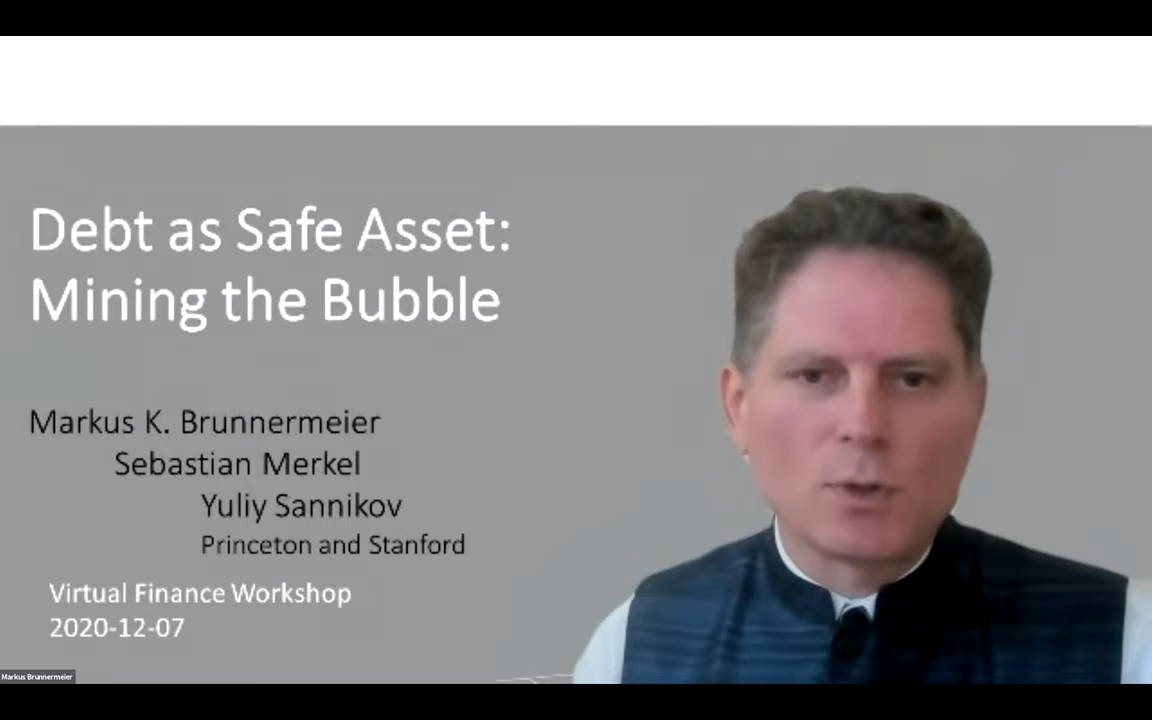 Debt as Safe Asset:
Mining the Bubble
Markus K. Brunnermeier
Sebastian Merkel
Yuliy Sannikov
Princeton and Stanford
Virtual Finance Workshop
2020-12-07
Markus Brunnermeier